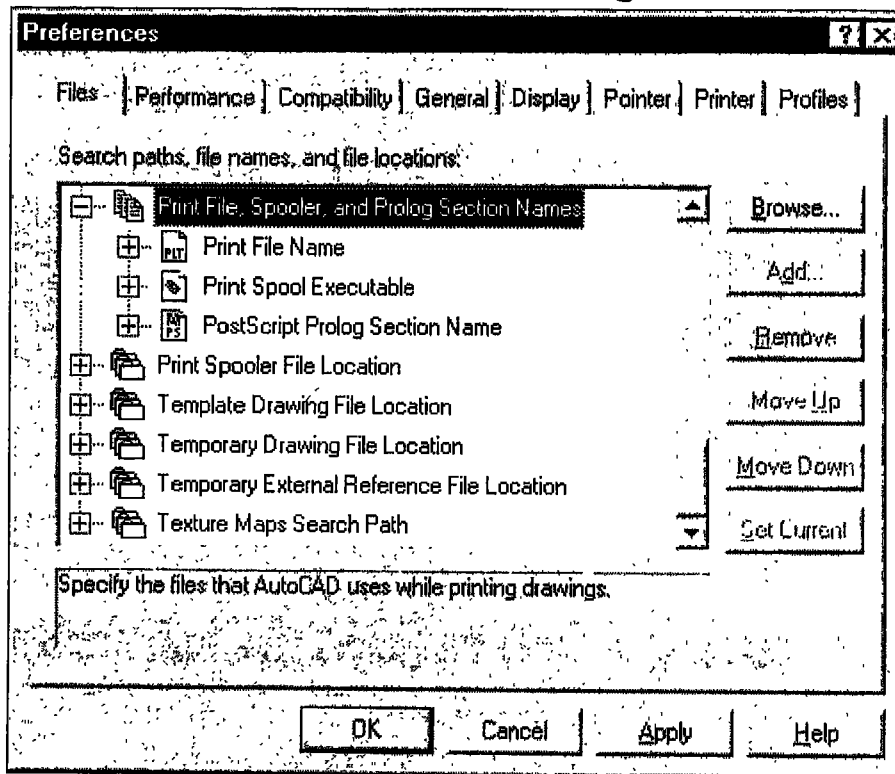 Preferences
Files Performance Compatibility General Display Pointer Printer Profiles
Search paths, file names, and file locations:
Print File, Spooler, and Prolog Section Names
Print File Name
Print Spool Executable
PostScript Prolog Section Name
Print Spooler File Location
Template Drawing File Location
Temporary Drawing File Location
Temporary External Reference File Location
Texture Maps Search Path
Browse...
Add...
Remove
Move Up
Move Down
Set Current
Specify the files that AutoCAD uses while printing drawings.
OK Cancel Apply Help